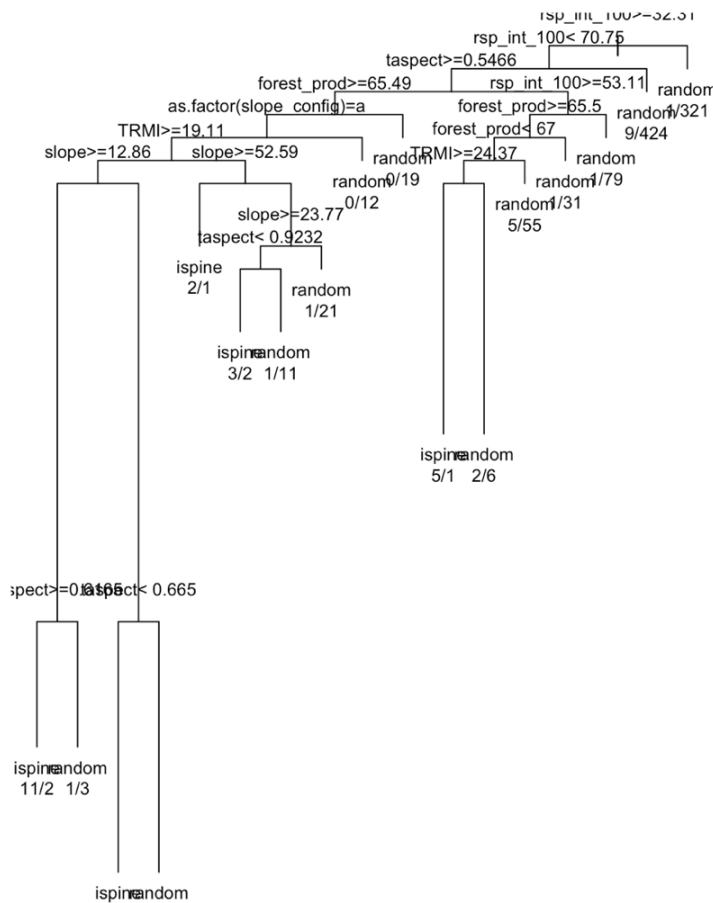 rsp_int_100>=32.31
rsp_int_100< 70.75
taspect>=0.5466
forest_prod>=65.49
rsp_int_100>=53.11
random
1/321
as.factor(slope_config)=a
forest_prod>=65.5
random
9/424
TRMI>=19.11
forest_prod< 67
slope>=12.86
slope>=52.59
random
0/19
TRMI>=24.37
random
1/79
random
0/12
random
1/31
random
5/55
slope>=23.77
taspect< 0.9232
ispine
2/1
random
1/21
ispine
3/2
random
1/11
ispine
5/1
random
2/6
spect>=0.6165
taspect< 0.665
ispine
11/2
random
1/3
ispine
random